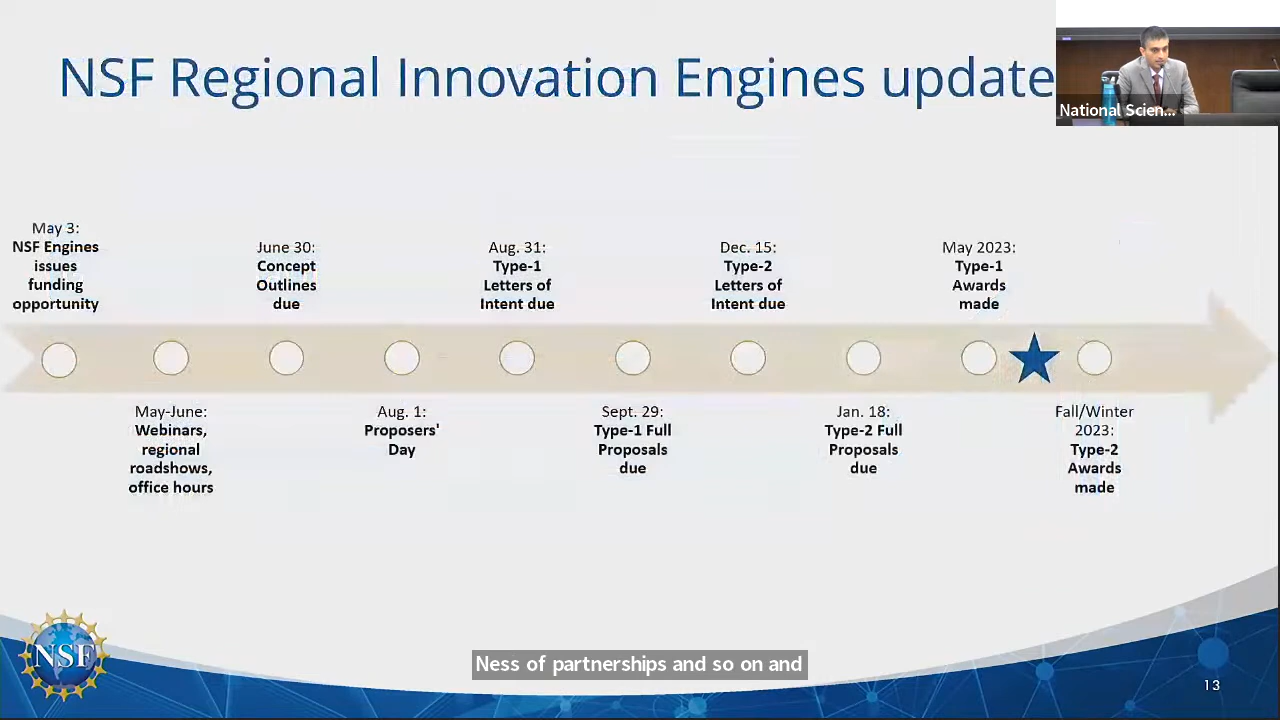 NSF Regional Innovation Engines update
National Scien...
May 3:
NSF Engines
issues
funding
opportunity
May-June:
Webinars,
regional
roadshows,
office hours
June 30:
Concept
Outlines
due
Aug. 1:
Proposers'
Day
Aug. 31:
Type-1
Letters of
Intent due
Sept. 29:
Type-1 Full
Proposals
due
Dec. 15:
Type-2
Letters of
Intent due
Jan. 18:
Type-2 Full
Proposals
due
May 2023:
Type-1
Awards
made
Fall/Winter
2023:
Type-2
Awards
made
NSF
Ness of partnerships and so on and
13